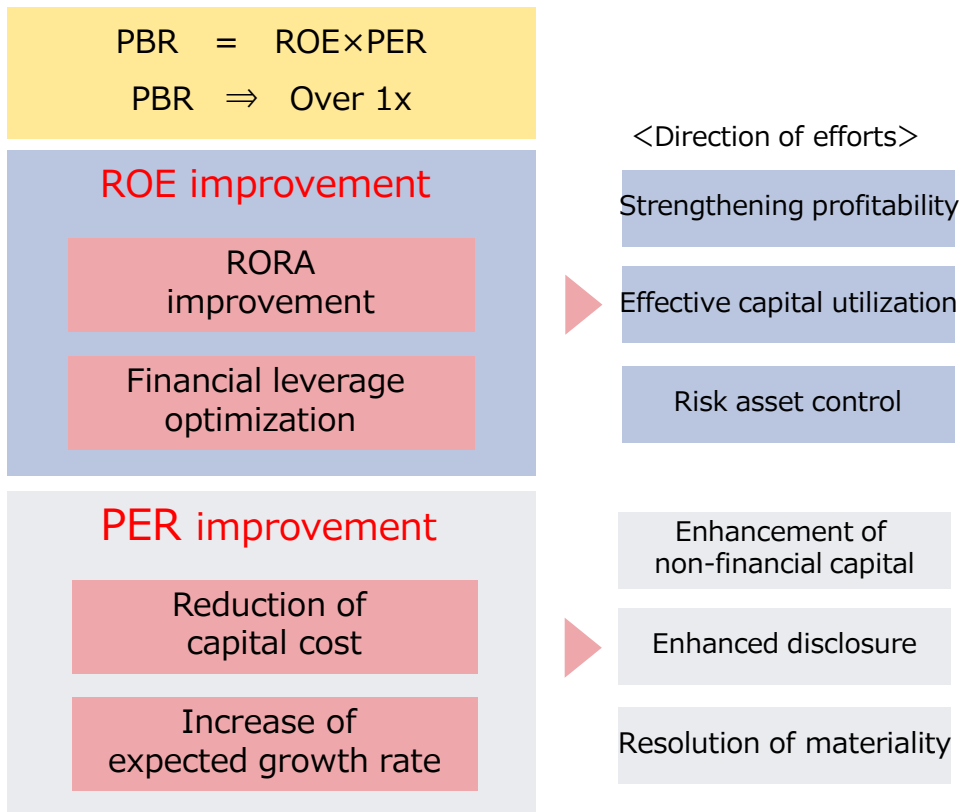 PBR = ROE×PER
PBR ⇒ Over 1x
ROE improvement
RORA
improvement
Financial leverage
optimization
PER improvement
Reduction of
capital cost
Increase of
expected growth rate
<Direction of efforts>
Strengthening profitability
Effective capital utilization
Risk asset control
Enhancement of
non-financial capital
Enhanced disclosure
Resolution of materiality